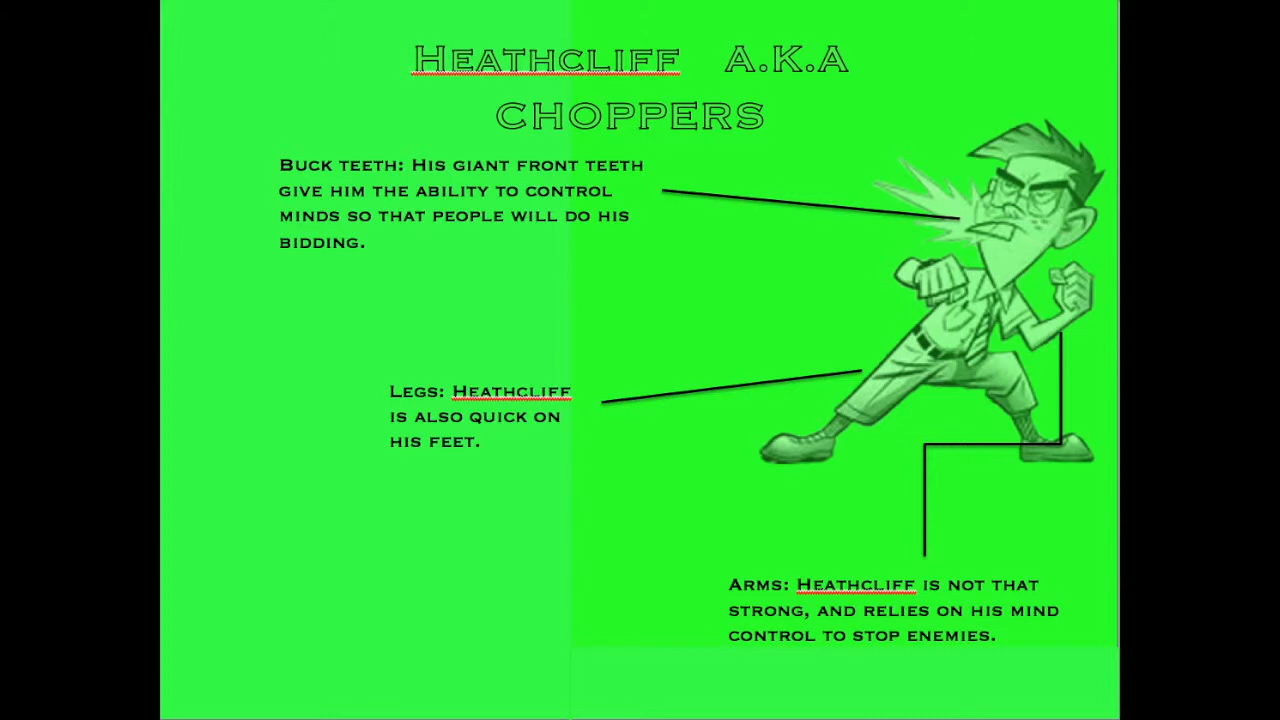 Heathcliff A.K.A
CHOPPERS
Buck teeth: His giant front teeth
give him the ability to control
minds so that people will do his
bidding.
Legs: Heathcliff
is also quick on
his feet.
Arms: Heathcliff is not that
strong, and relies on his mind
control to stop enemies.